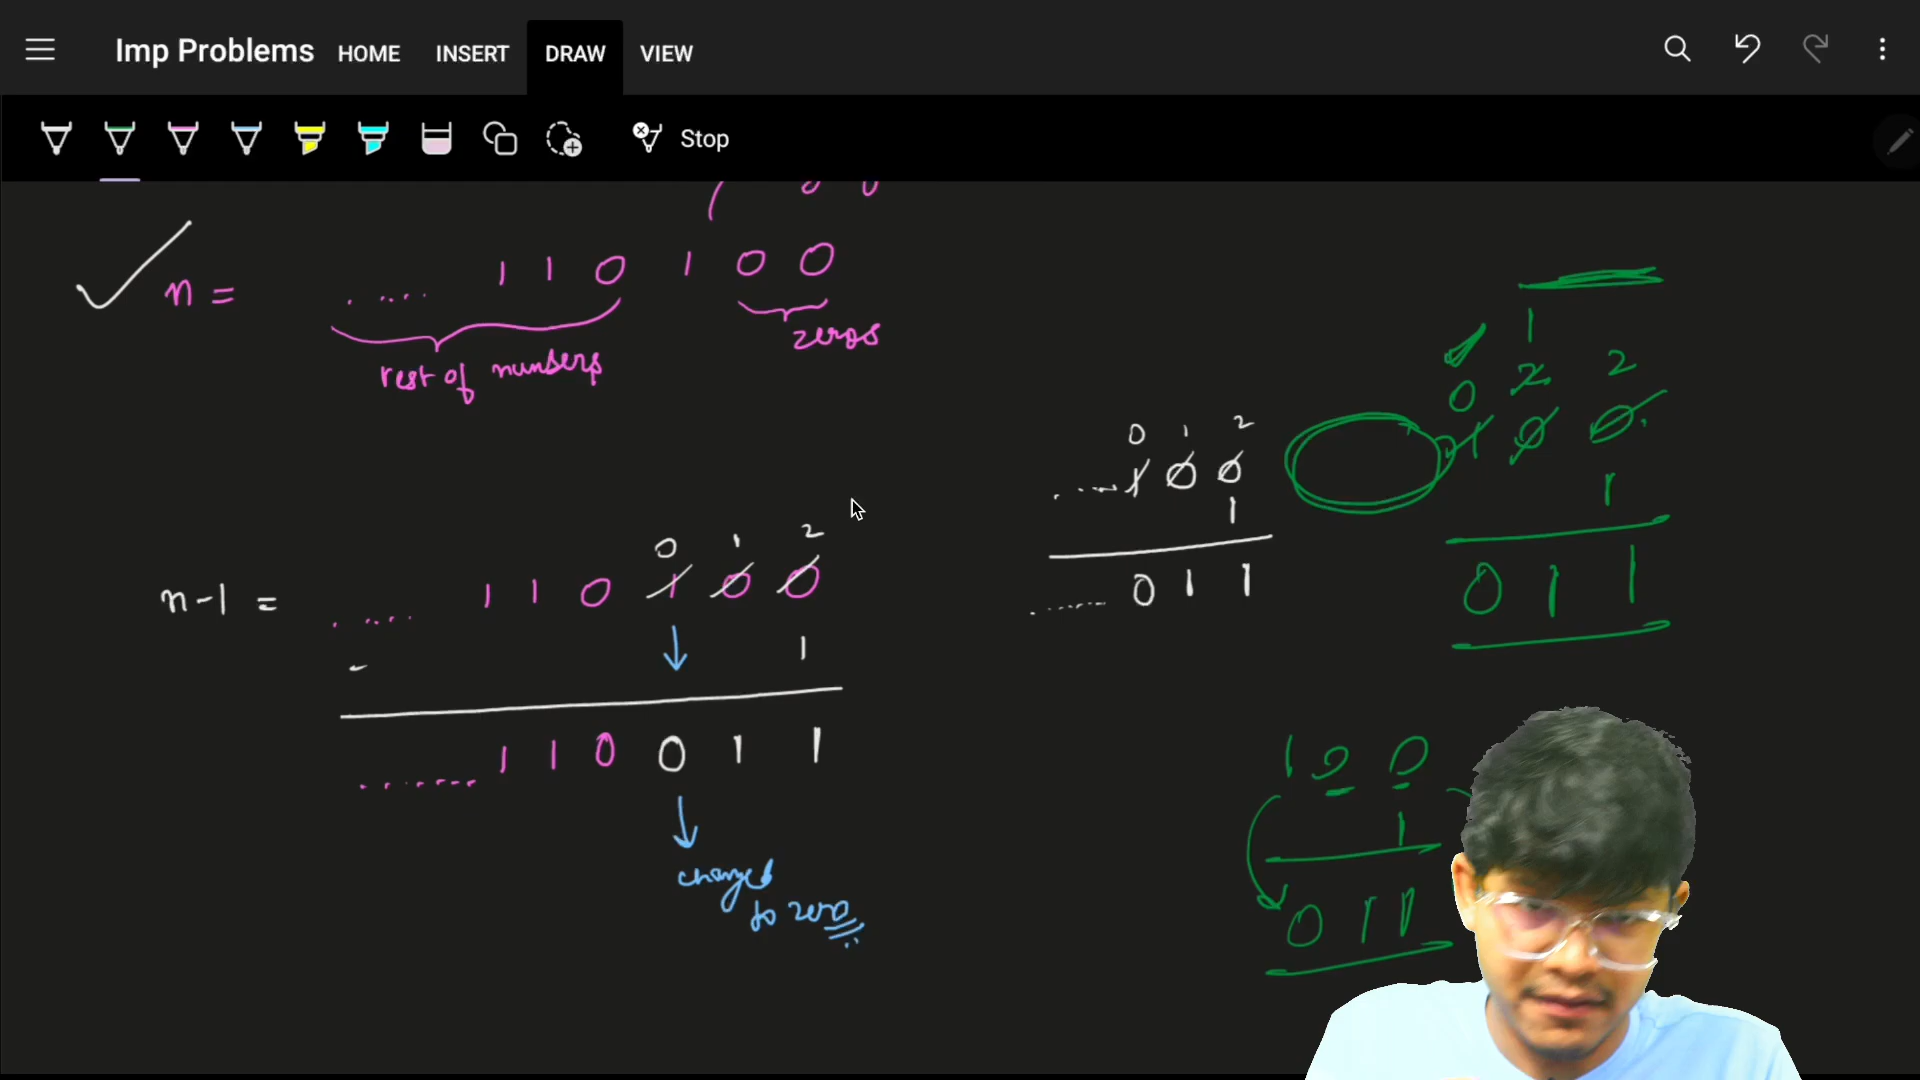 Imp Problems HOME INSERT DRAW VIEW
Stop
n = .... 1 1 0 1 0 0
zeros
rest of numbers
n-1 = .... 1 1 0 1 0 0
0 1 2
- 1
....... 1 1 0 0 1 1
changed
to zero
0 1 2
.... 1 0 0
1
...... 0 1 1
1
0 2 2
1 0 0
1
0 1 1
1 0 0
1
0 1 1